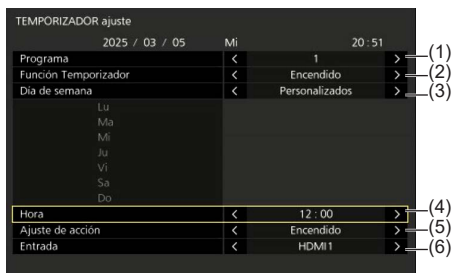 TEMPORIZADOR ajuste
2025 / 03 / 05 Mi 20 : 51
Programa < 1 > (1)
Función Temporizador < Encendido > (2)
Día de semana < Personalizados > (3)
Lu
Ma
Mi
Ju
Vi
Sa
Do
Hora < 12 : 00 > (4)
Ajuste de acción < Encendido > (5)
Entrada < HDMI1 > (6)